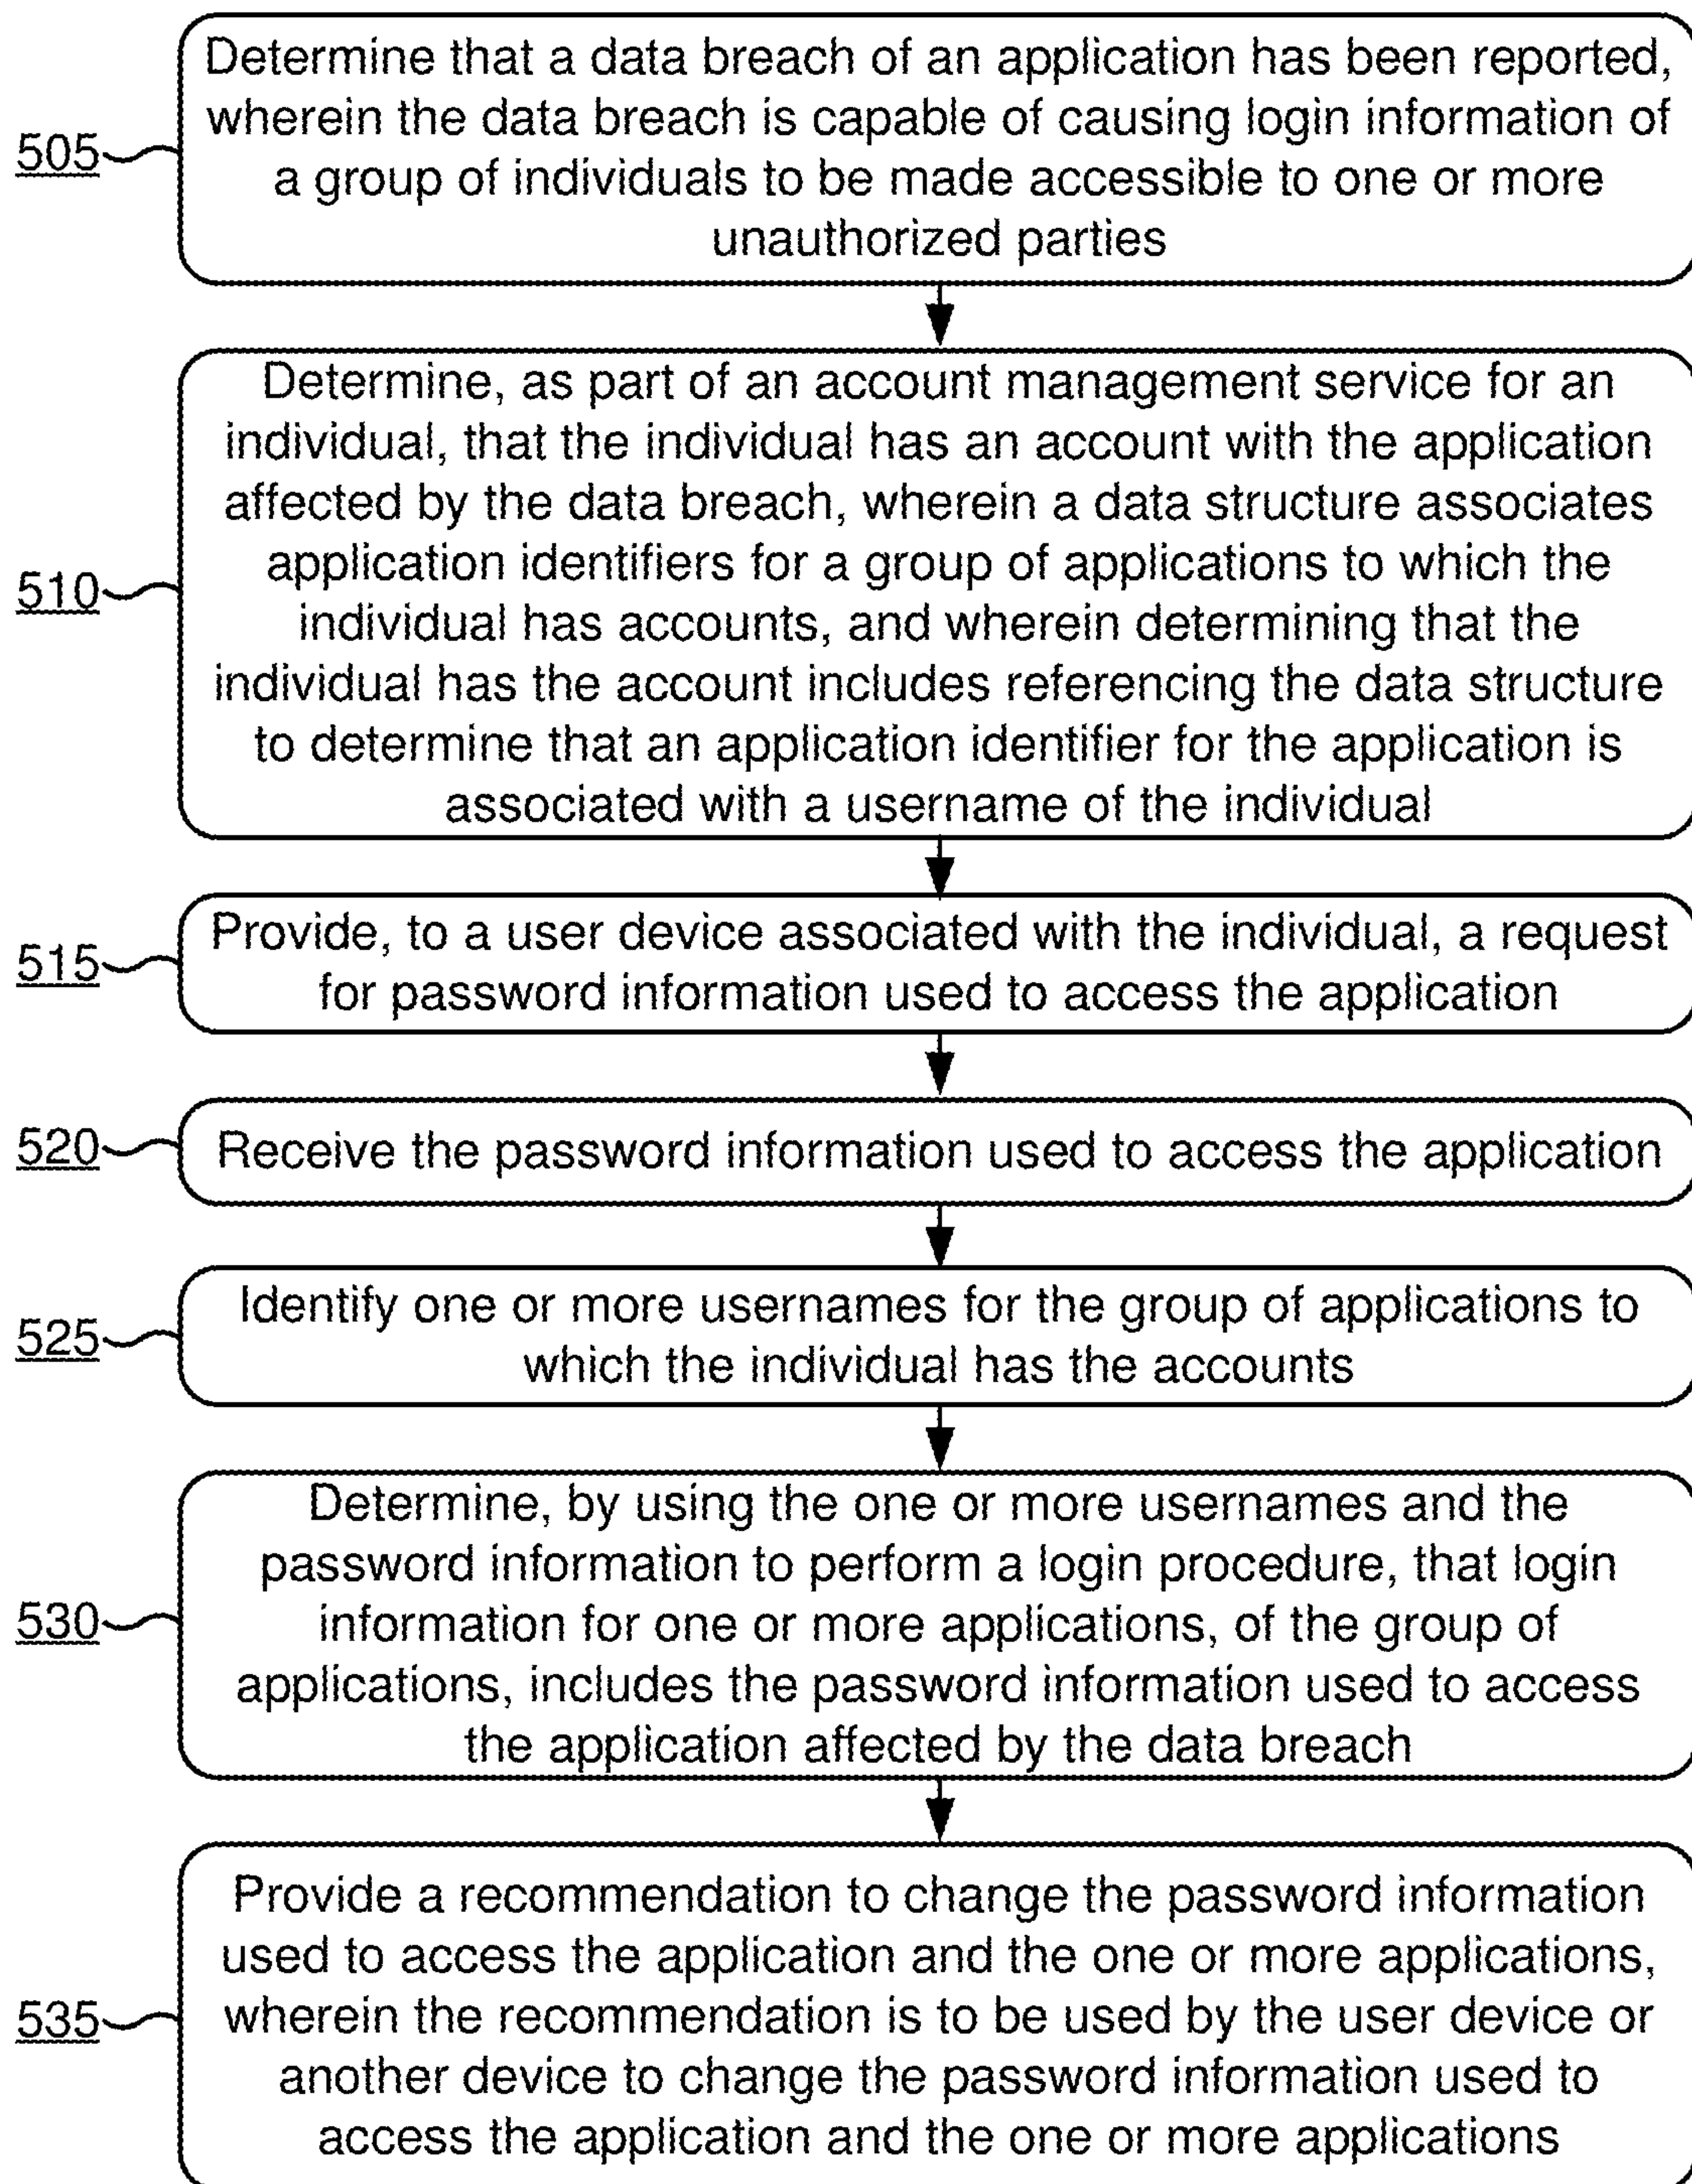 Determine that a data breach of an application has been reported,
wherein the data breach is capable of causing login information of
a group of individuals to be made accessible to one or more
unauthorized parties
505
Determine, as part of an account management service for an
individual, that the individual has an account with the application
affected by the data breach, wherein a data structure associates
application identifiers for a group of applications to which the
individual has accounts, and wherein determining that the
individual has the account includes referencing the data structure
to determine that an application identifier for the application is
associated with a username of the individual
510
Provide, to a user device associated with the individual, a request
for password information used to access the application
515
Receive the password information used to access the application
520
Identify one or more usernames for the group of applications to
which the individual has the accounts
525
Determine, by using the one or more usernames and the
password information to perform a login procedure, that login
information for one or more applications, of the group of
applications, includes the password information used to access
the application affected by the data breach
530
Provide a recommendation to change the password information
used to access the application and the one or more applications,
wherein the recommendation is to be used by the user device or
another device to change the password information used to
access the application and the one or more applications
535